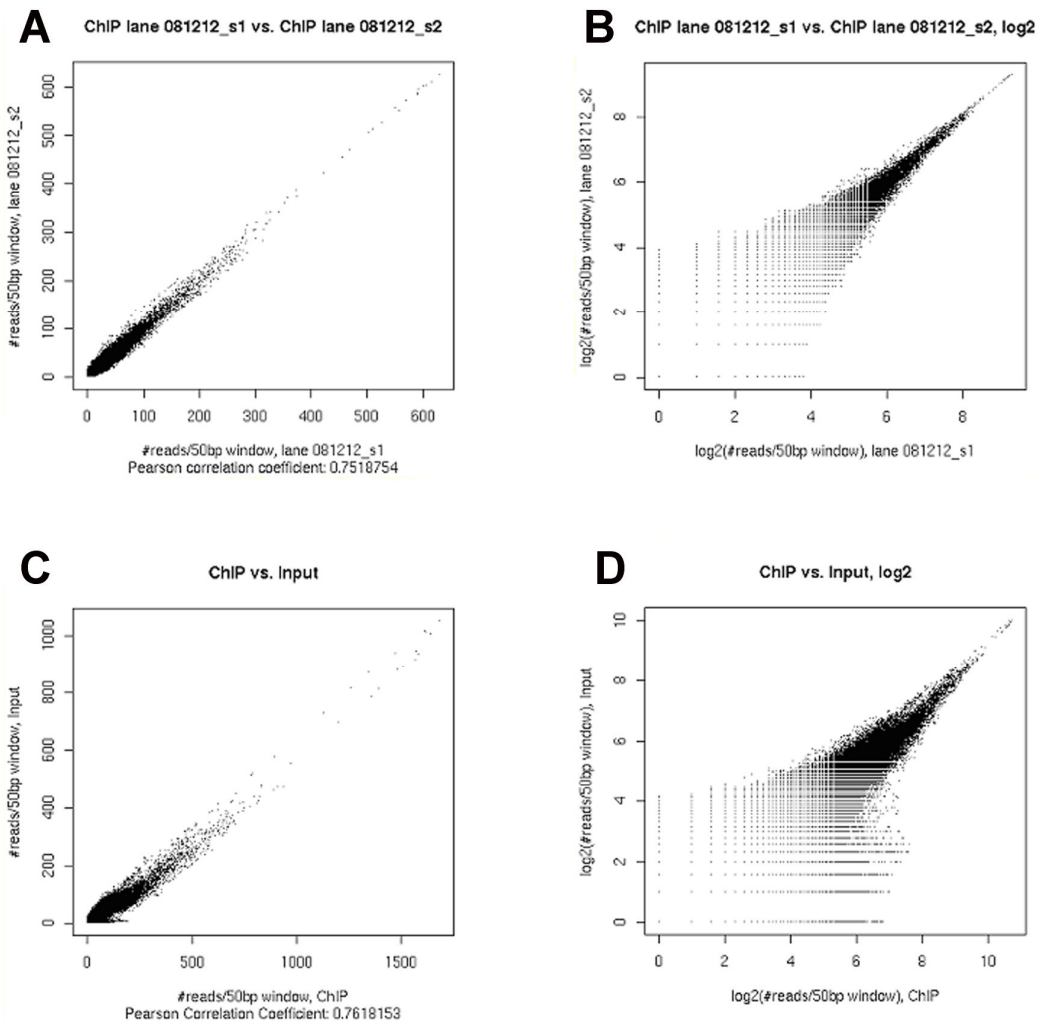 A
ChIP lane 081212_s1 vs. ChIP lane 081212_s2
#reads/50bp window, lane 081212_s2
0 100 200 300 400 500 600
0 100 200 300 400 500 600
#reads/50bp window, lane 081212_s1
Pearson correlation coefficient: 0.7518754
B
ChIP lane 081212_s1 vs. ChIP lane 081212_s2, log2
log2(#reads/50bp window), lane 081212_s2
0 2 4 6 8
0 2 4 6 8
log2(#reads/50bp window), lane 081212_s1
C
ChIP vs. Input
#reads/50bp window, Input
0 200 400 600 800 1000
0 500 1000 1500
#reads/50bp window, ChIP
Pearson Correlation Coefficient: 0.7618153
D
ChIP vs. Input, log2
log2(#reads/50bp window), Input
0 2 4 6 8 10
0 2 4 6 8 10
log2(#reads/50bp window), ChIP